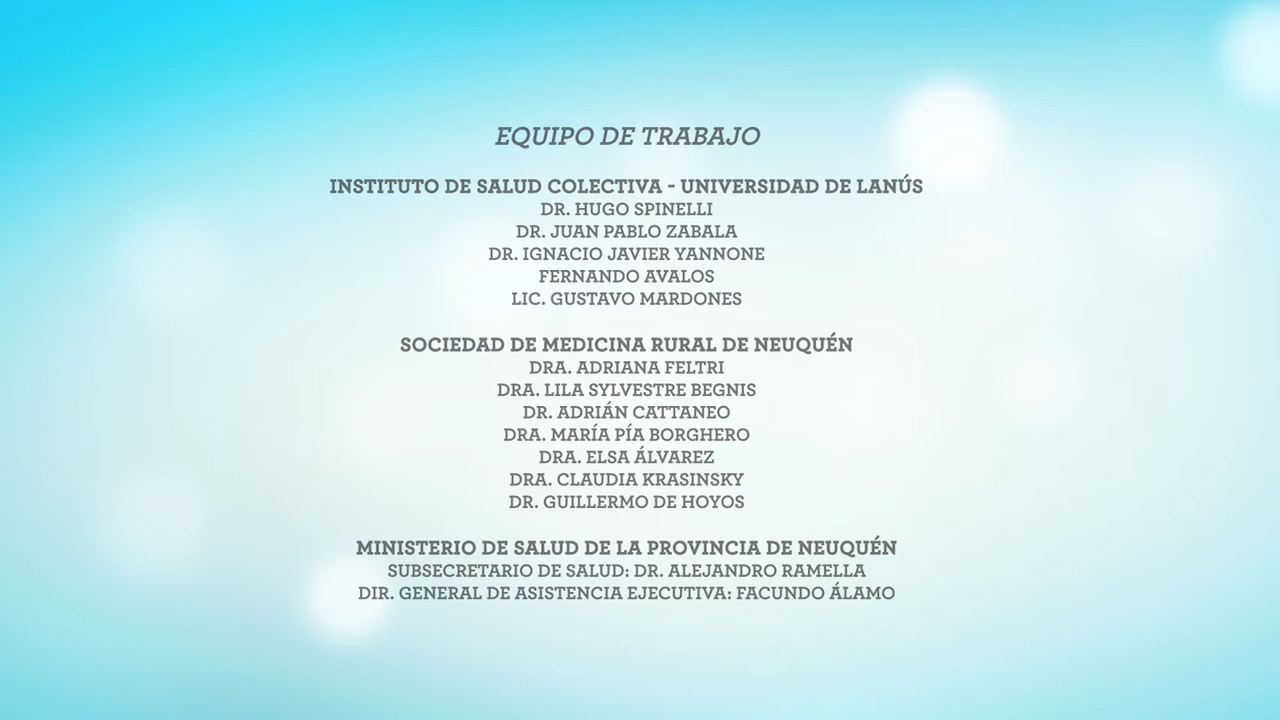 EQUIPO DE TRABAJO
INSTITUTO DE SALUD COLECTIVA - UNIVERSIDAD DE LANÚS
DR. HUGO SPINELLI
DR. JUAN PABLO ZABALA
DR. IGNACIO JAVIER YANNONE
FERNANDO AVALOS
LIC. GUSTAVO MARDONES
SOCIEDAD DE MEDICINA RURAL DE NEUQUÉN
DRA. ADRIANA FELTRI
DRA. LILA SYLVESTRE BEGNIS
DR. ADRIÁN CATTANEO
DRA. MARÍA PÍA BORGHERO
DRA. ELSA ÁLVAREZ
DRA. CLAUDIA KRASINSKY
DR. GUILLERMO DE HOYOS
MINISTERIO DE SALUD DE LA PROVINCIA DE NEUQUÉN
SUBSECRETARIO DE SALUD: DR. ALEJANDRO RAMELLA
DIR. GENERAL DE ASISTENCIA EJECUTIVA: FACUNDO ÁLAMO